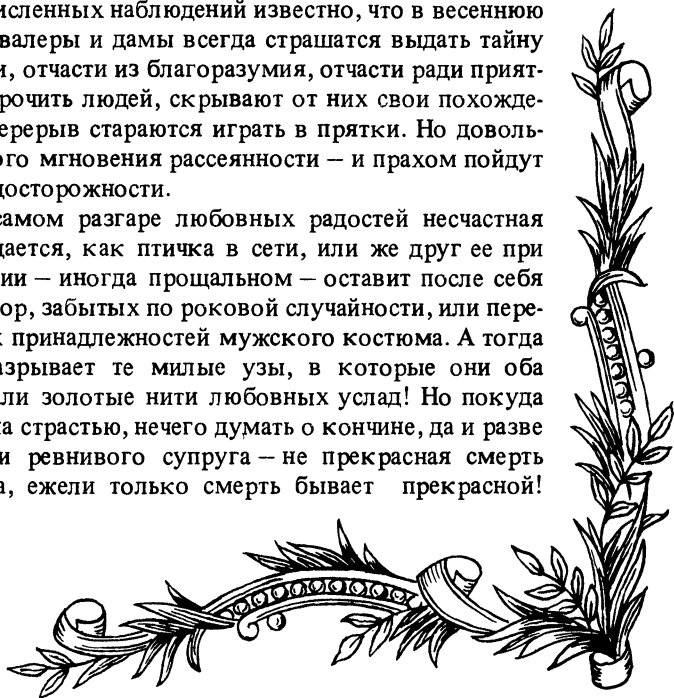 исленных наблюдений известно, что в весеннюю
валеры и дамы всегда страшатся выдать тайну
и, отчасти из благоразумия, отчасти ради прият-
рочить людей, скрывают от них свои похожде-
ерерыв стараются играть в прятки. Но доволь-
ого мгновения рассеянности — и прахом пойдут
досторожности.
самом разгаре любовных радостей несчастная
дается, как птичка в сети, или же друг ее при
ии — иногда прощальном — оставит после себя
ор, забытых по роковой случайности, или пере-
к принадлежностей мужского костюма. А тогда
азрывает те милые узы, в которые они оба
ли золотые нити любовных услад! Но покуда
а страстью, нечего думать о кончине, да и разве
и ревнивого супруга — не прекрасная смерть
а, ежели только смерть бывает прекрасной!